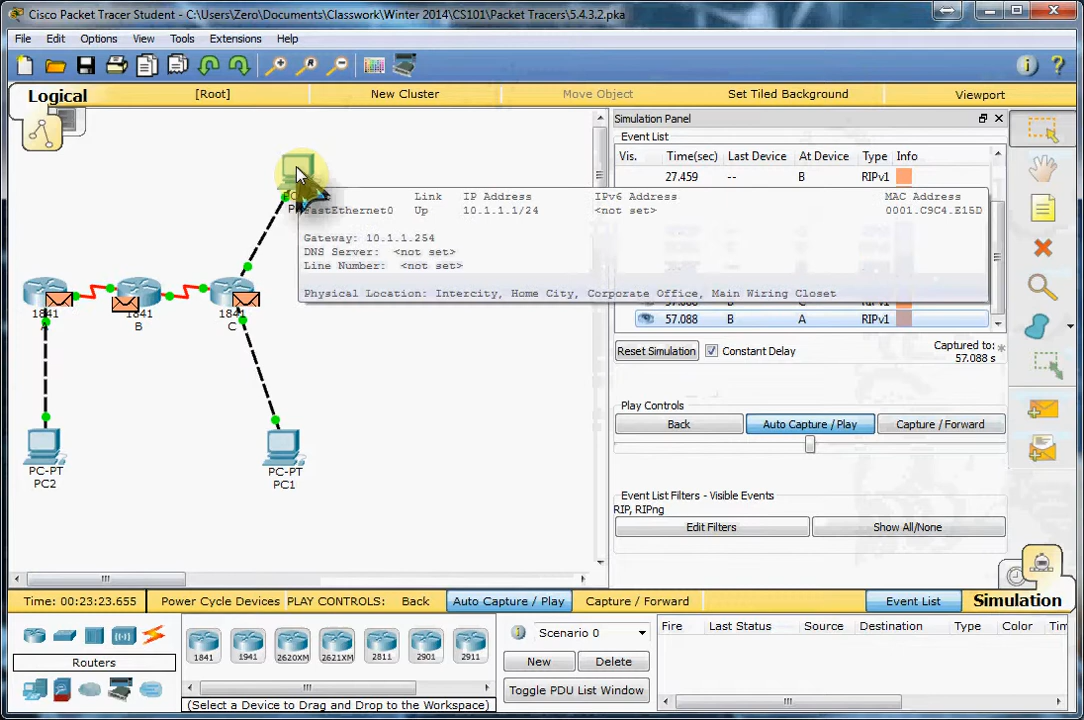 Cisco Packet Tracer Student - C:\Users\Zero\Documents\Classwork\Winter 2014\CS101\Packet Tracers\5.4.3.2.pka
File Edit Options View Tools Extensions Help
Logical [Root] New Cluster Move Object Set Tiled Background Viewport
Simulation Panel
Event List
Vis. Time(sec) Last Device At Device Type Info
27.459 -- B RIPv1
Link IP Address IPv6 Address MAC Address
FastEthernet0 Up 10.1.1.1/24 <not set> 0001.C9C4.E15D
Gateway: 10.1.1.254
DNS Server: <not set>
Line Number: <not set>
Physical Location: Intercity, Home City, Corporate Office, Main Wiring Closet
57.088 B A RIPv1
1841
A
1841
B
1841
C
PC-PT
PC2
PC-PT
PC1
Reset Simulation Constant Delay Captured to:
57.088 s
Play Controls
Back Auto Capture / Play Capture / Forward
Event List Filters - Visible Events
RIP, RIPng
Edit Filters Show All/None
Time: 00:23:23.655 Power Cycle Devices PLAY CONTROLS: Back Auto Capture / Play Capture / Forward Event List Simulation
Routers
1841 1941 2620XM 2621XM 2811 2901 2911
(Select a Device to Drag and Drop to the Workspace)
Scenario 0
New Delete
Toggle PDU List Window
Fire Last Status Source Destination Type Color